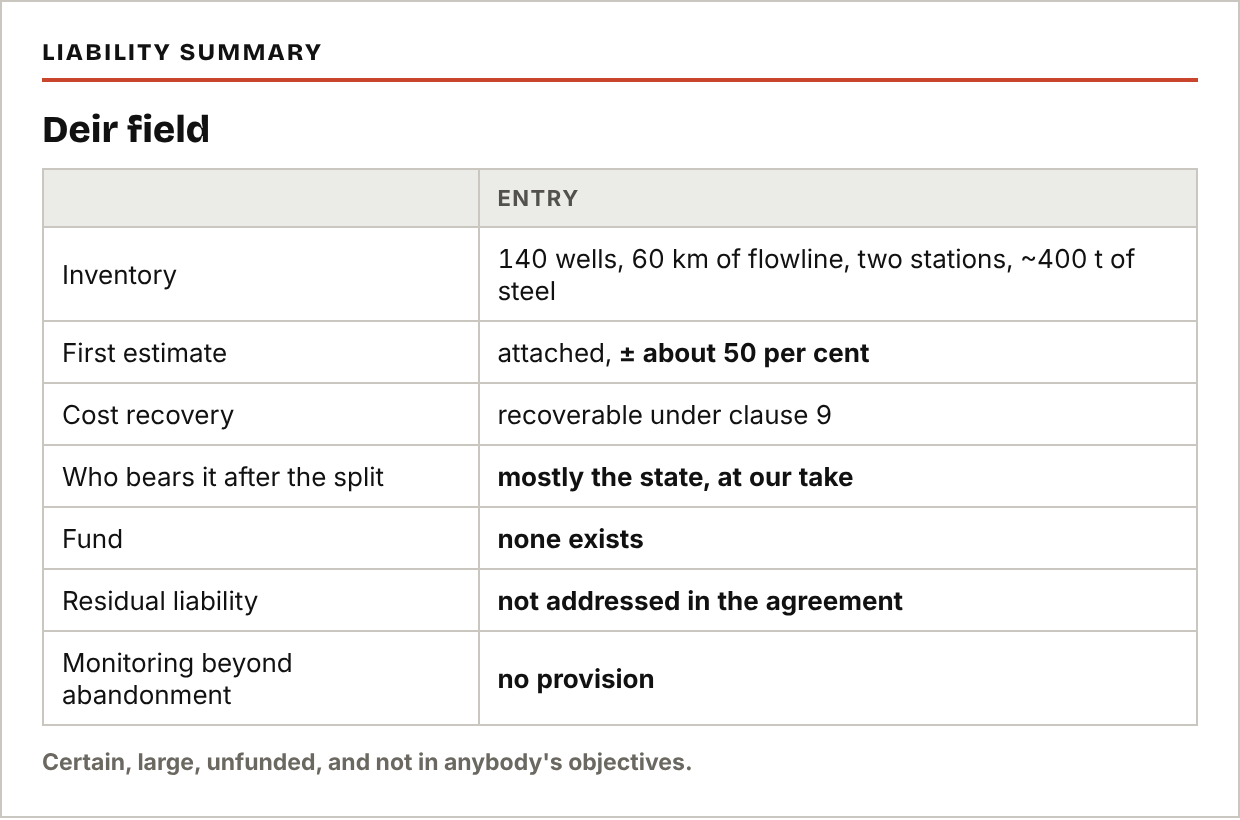 LIABILITY SUMMARY
Deir field
ENTRY
Inventory
140 wells, 60 km of flowline, two stations, ~400 t of
steel
First estimate
attached, ± about 50 per cent
Cost recovery
recoverable under clause 9
Who bears it after the split
mostly the state, at our take
Fund
none exists
Residual liability
not addressed in the agreement
Monitoring beyond
abandonment
no provision
Certain, large, unfunded, and not in anybody's objectives.